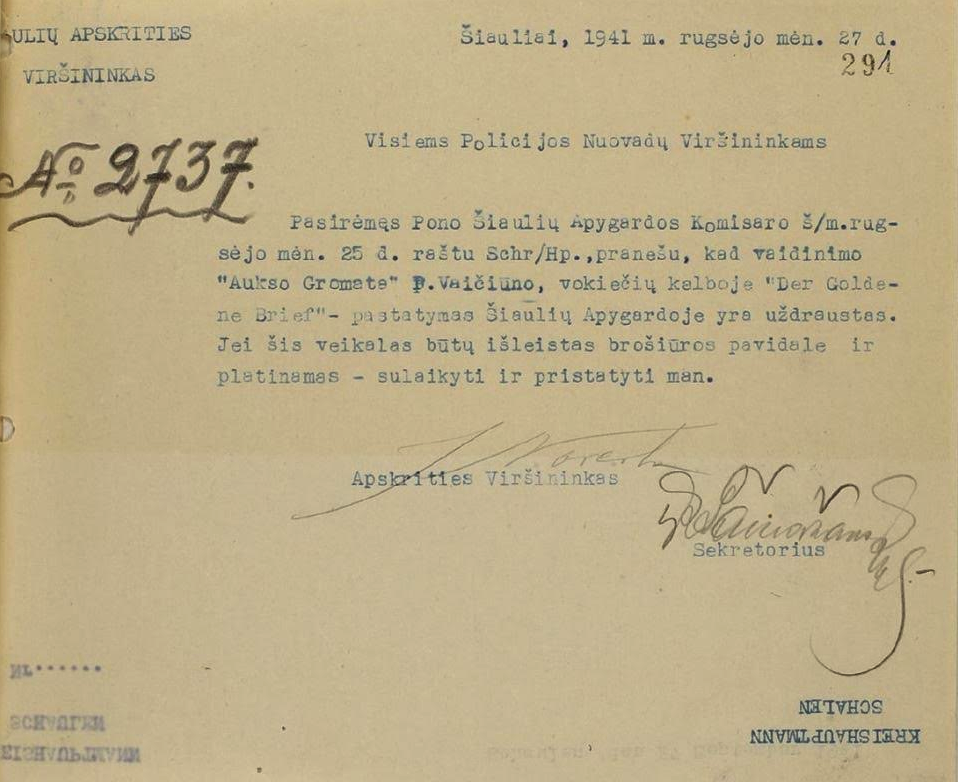 ULIŲ APSKRITIES
VIRŠININKAS
Šiauliai, 1941 m. rugsėjo mėn. 27 d.
291
№ 2737.
Visiems Policijos Nuovadų Viršininkams
Pasirėmęs Pono Šiaulių Apygardos Komisaro š/m.rug-
sėjo mėn. 25 d. raštu Schr/Hp.,pranešu, kad vaidinimo
"Aukso Gromata" P.Vaičiūno, vokiečių kalboje "Der Golde-
ne Brief"- pastatymas Šiaulių Apygardoje yra uždraustas.
Jei šis veikalas būtų išleistas brošiūros pavidale ir
platinamas - sulaikyti ir pristatyti man.
Apskrities Viršininkas
Sekretorius
KREISHAUPTMANN
SCHALEN
EISHAUPTMANN
SCHAULEN